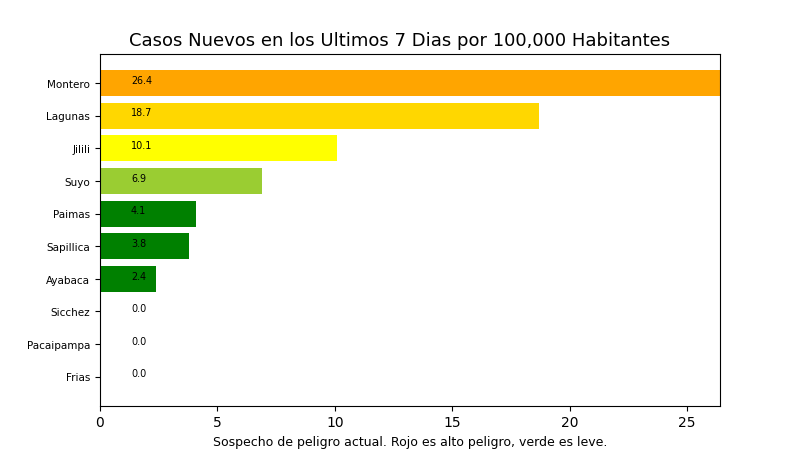 Casos Nuevos en los Ultimos 7 Dias por 100,000 Habitantes
Montero 26.4
Lagunas 18.7
Jilili 10.1
Suyo 6.9
Paimas 4.1
Sapillica 3.8
Ayabaca 2.4
Sicchez 0.0
Pacaipampa 0.0
Frias 0.0
0 5 10 15 20 25
Sospecho de peligro actual. Rojo es alto peligro, verde es leve.